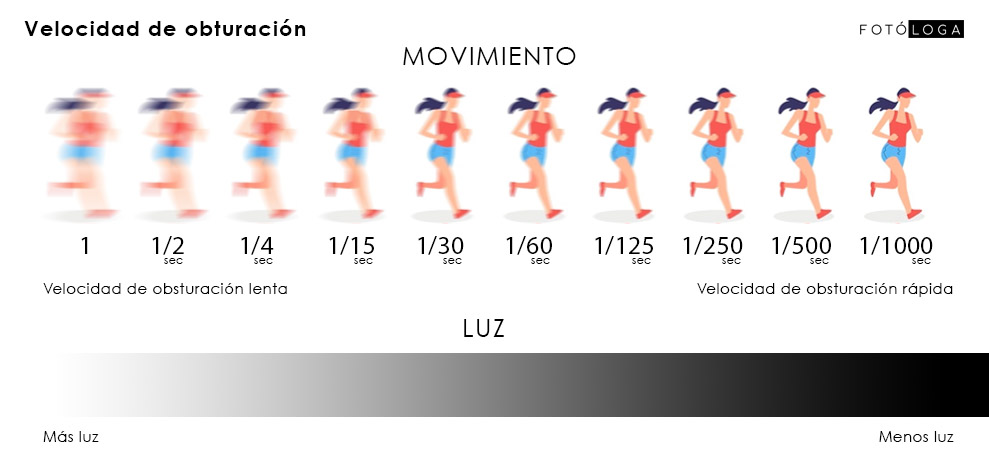 Velocidad de obturación
FOTÓLOGA
MOVIMIENTO
1 1/2 sec 1/4 sec 1/15 sec 1/30 sec 1/60 sec 1/125 sec 1/250 sec 1/500 sec 1/1000 sec
Velocidad de obsturación lenta
Velocidad de obsturación rápida
LUZ
Más luz
Menos luz